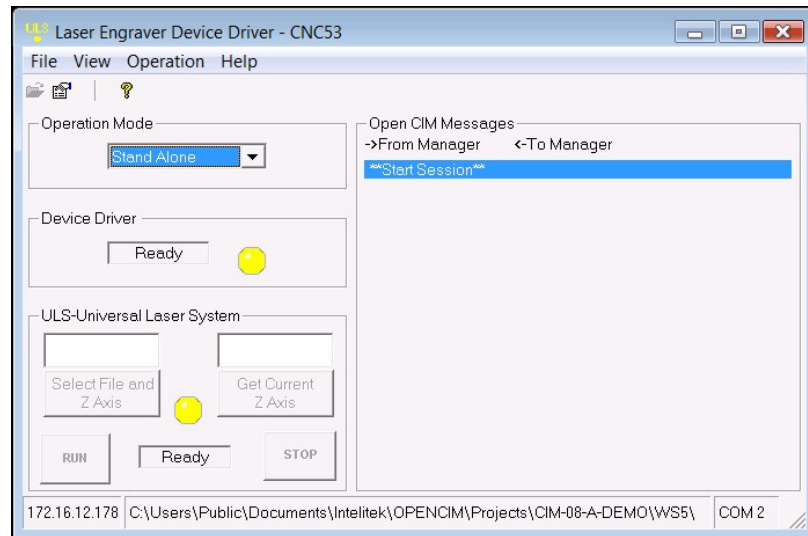 ULS Laser Engraver Device Driver - CNC53
File View Operation Help
?
Operation Mode
Stand Alone
Device Driver
Ready
ULS-Universal Laser System
Select File and
Z Axis
Get Current
Z Axis
RUN
Ready
STOP
Open CIM Messages
->From Manager <-To Manager
**Start Session**
172.16.12.178 C:\Users\Public\Documents\Intelitek\OPENCIM\Projects\CIM-08-A-DEMO\WS5\ COM 2